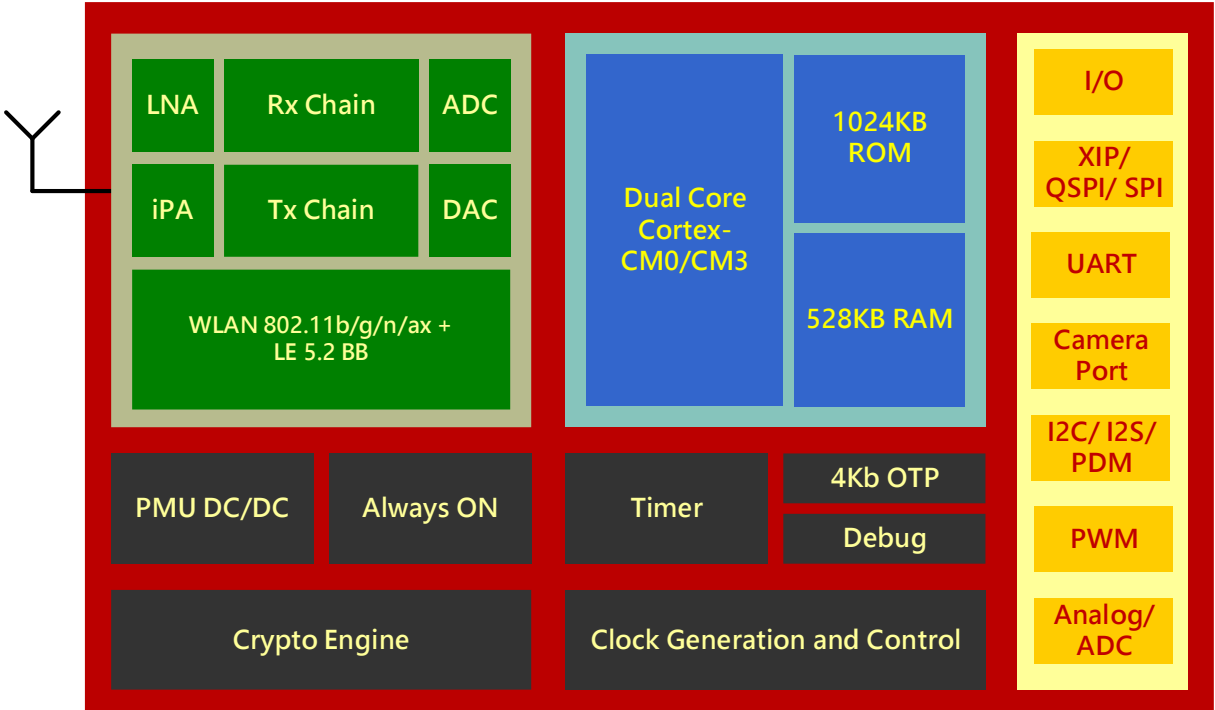 LNA
Rx Chain
ADC
iPA
Tx Chain
DAC
WLAN 802.11b/g/n/ax +
LE 5.2 BB
Dual Core
Cortex-
CM0/CM3
1024KB
ROM
528KB RAM
I/O
XIP/
QSPI/ SPI
UART
Camera
Port
I2C/ I2S/
PDM
PWM
Analog/
ADC
PMU DC/DC
Always ON
Timer
4Kb OTP
Debug
Crypto Engine
Clock Generation and Control